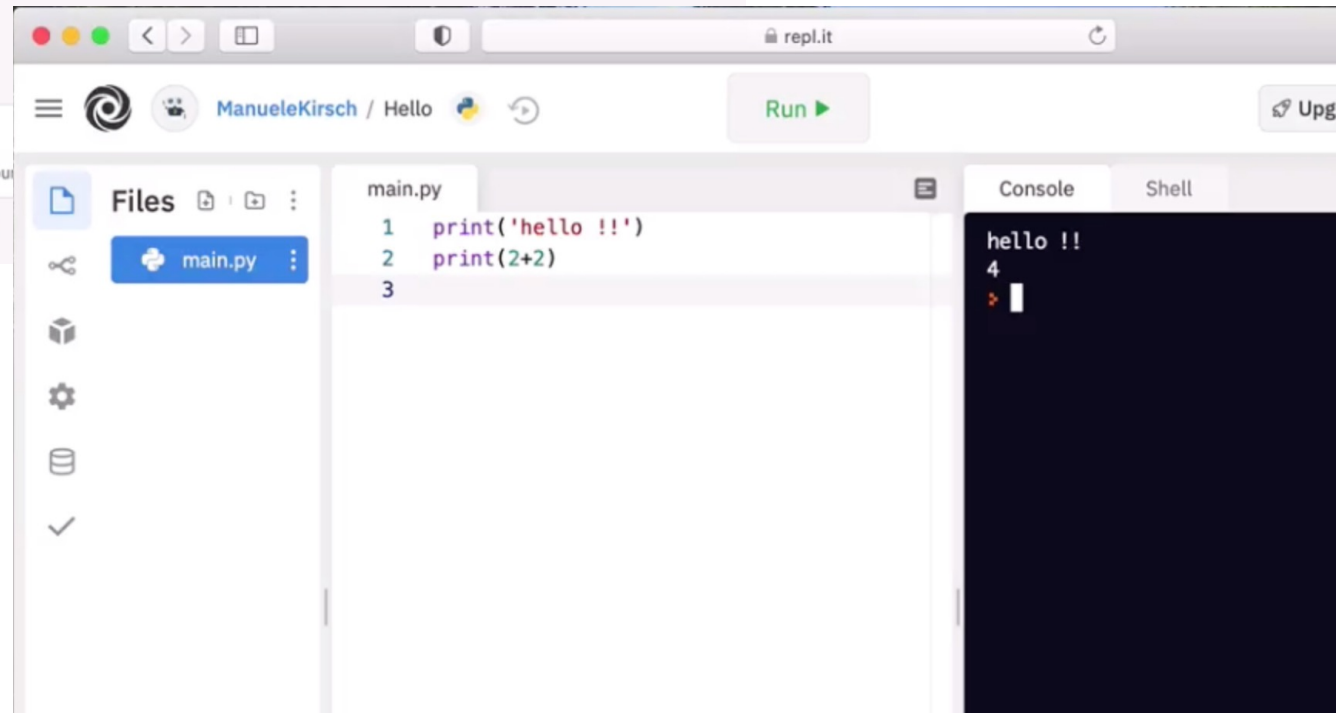 repl.it
ManueleKirsch / Hello
Run
Files
main.py
main.py
1 print('hello !!')
2 print(2+2)
3
Console Shell
hello !!
4